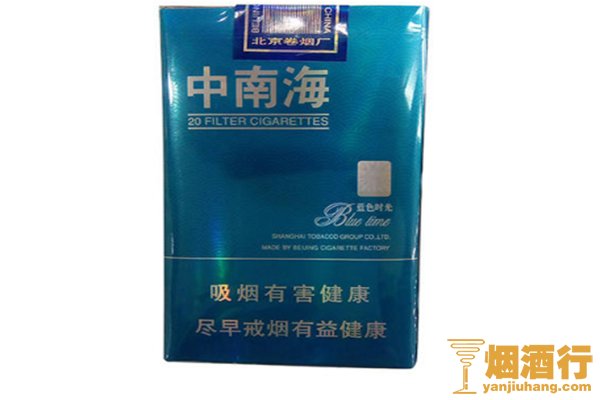 CHINA
北京卷烟厂
中南海
20 FILTER CIGARETTES
蓝色时光
Blue time
SHANGHAI TOBACCO GROUP CO.,LTD.
MADE BY BEIJING CIGARETTE FACTORY
吸烟有害健康
尽早戒烟有益健康
烟酒行
yanjiuhang.com